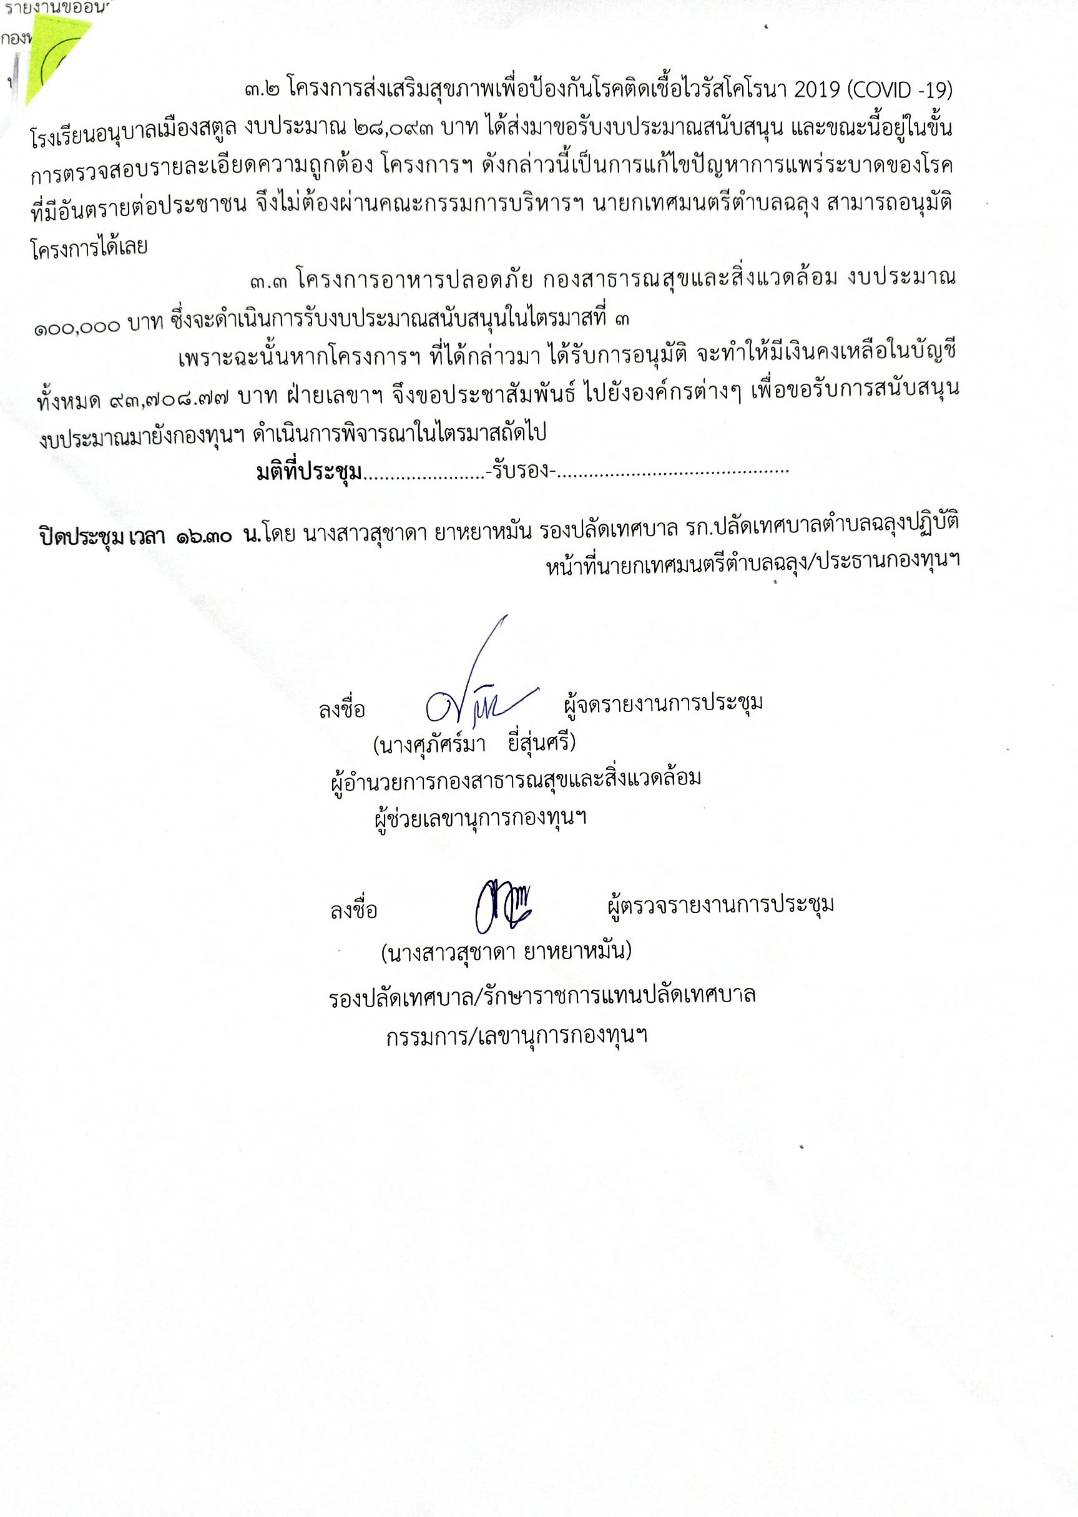 รายงานขออน
กอง
๓.๒ โครงการส่งเสริมสุขภาพเพื่อป้องกันโรคติดเชื้อไวรัสโคโรนา 2019 (COVID -19)
โรงเรียนอนุบาลเมืองสตูล งบประมาณ ๒๘,๐๙๓ บาท ได้ส่งมาขอรับงบประมาณสนับสนุน และขณะนี้อยู่ในขั้น
การตรวจสอบรายละเอียดความถูกต้อง โครงการฯ ดังกล่าวนี้เป็นการแก้ไขปัญหาการแพร่ระบาดของโรค
ที่มีอันตรายต่อประชาชน จึงไม่ต้องผ่านคณะกรรมการบริหารฯ นายกเทศมนตรีตำบลฉลุง สามารถอนุมัติ
โครงการได้เลย
๓.๓ โครงการอาหารปลอดภัย กองสาธารณสุขและสิ่งแวดล้อม งบประมาณ
๑๐๐,๐๐๐ บาท ซึ่งจะดำเนินการรับงบประมาณสนับสนุนในไตรมาสที่ ๓
เพราะฉะนั้นหากโครงการฯ ที่ได้กล่าวมา ได้รับการอนุมัติ จะทำให้มีเงินคงเหลือในบัญชี
ทั้งหมด ๙๓,๗๐๘.๗๗ บาท ฝ่ายเลขาฯ จึงขอประชาสัมพันธ์ ไปยังองค์กรต่างๆ เพื่อขอรับการสนับสนุน
งบประมาณมายังกองทุนฯ ดำเนินการพิจารณาในไตรมาสถัดไป
มติที่ประชุม.......................-รับรอง-............................................
ปิดประชุม เวลา ๑๖.๓๐ น.โดย นางสาวสุชาดา ยาหยาหมัน รองปลัดเทศบาล รก.ปลัดเทศบาลตำบลฉลุงปฏิบัติ
หน้าที่นายกเทศมนตรีตำบลฉลุง/ประธานกองทุนฯ
ลงชื่อ ผู้จดรายงานการประชุม
(นางศุภัศร์มา ยี่สุ่นศรี)
ผู้อำนวยการกองสาธารณสุขและสิ่งแวดล้อม
ผู้ช่วยเลขานุการกองทุนฯ
ลงชื่อ ผู้ตรวจรายงานการประชุม
(นางสาวสุชาดา ยาหยาหมัน)
รองปลัดเทศบาล/รักษาราชการแทนปลัดเทศบาล
กรรมการ/เลขานุการกองทุนฯ